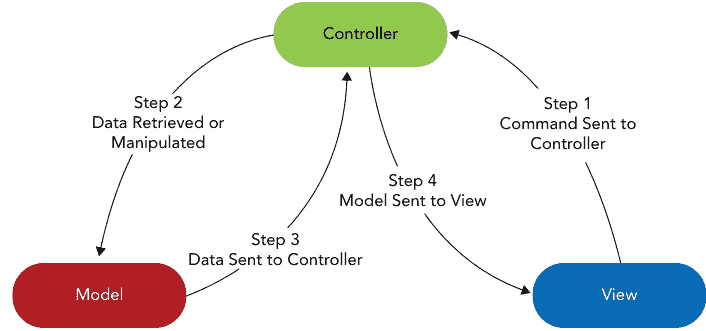 Controller
Step 2
Data Retrieved or
Manipulated
Step 1
Command Sent to
Controller
Step 4
Model Sent to View
Step 3
Data Sent to Controller
Model
View